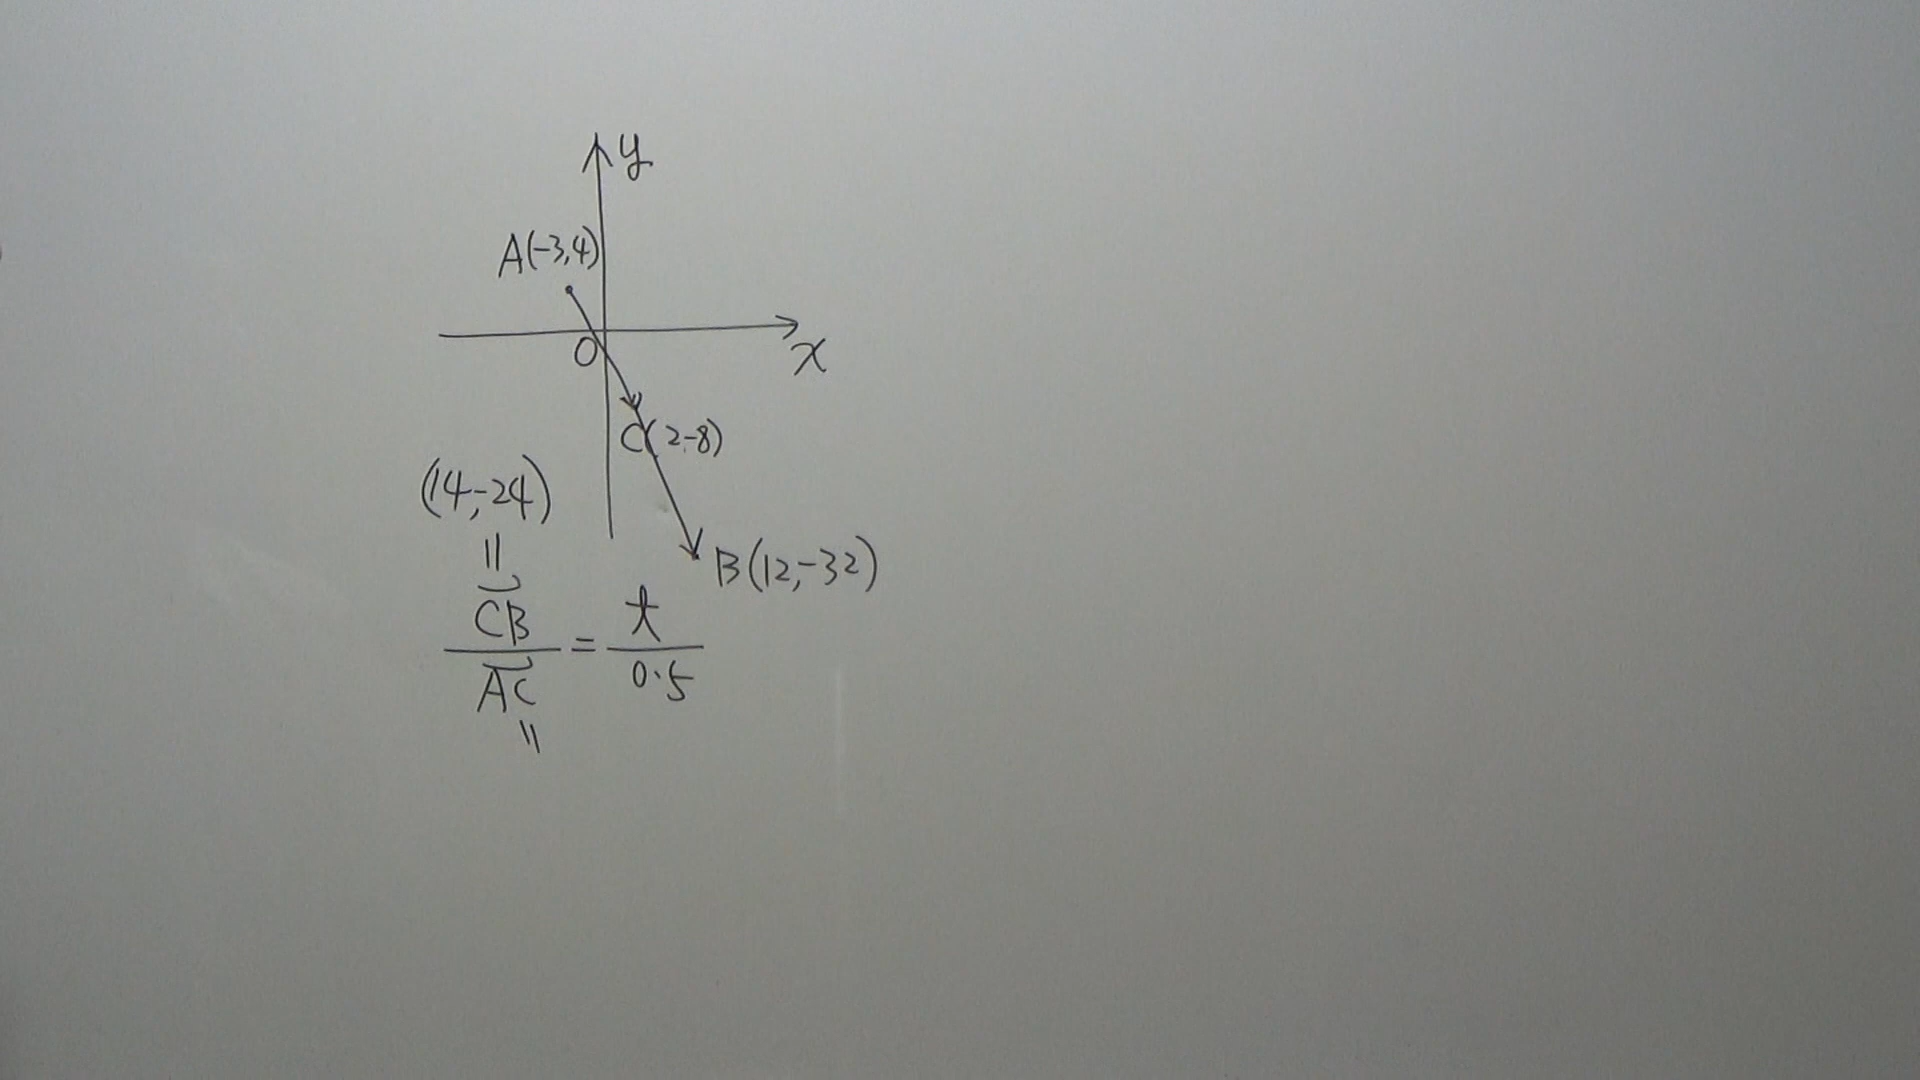 y
A(-3,4)
O
x
C(2-8)
(14,-24)
=
B(12,-32)
CB/AC = t/0.5
=